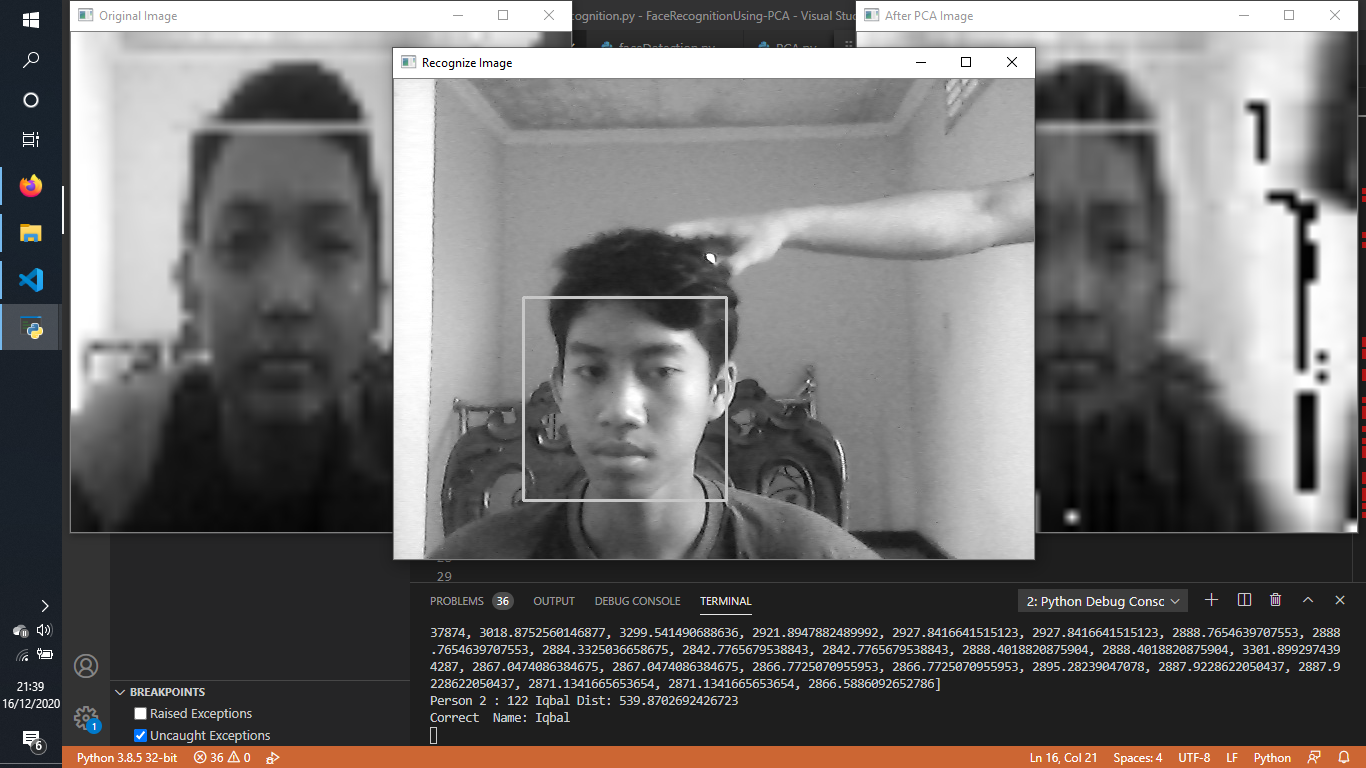 Original Image
cognition.py - FaceRecognitionUsing-PCA - Visual Stud
After PCA Image
faceDetection.py
PCA.py
Recognize Image
29
PROBLEMS 36 OUTPUT DEBUG CONSOLE TERMINAL 2: Python Debug Consc
37874, 3018.8752560146877, 3299.541490688636, 2921.8947882489992, 2927.8416641515123, 2927.8416641515123, 2888.7654639707553, 2888
.7654639707553, 2884.3325036658675, 2842.7765679538843, 2842.7765679538843, 2888.4018820875904, 2888.4018820875904, 3301.899297439
4287, 2867.0474086384675, 2867.0474086384675, 2866.7725070955953, 2866.7725070955953, 2895.28239047078, 2887.9228622050437, 2887.9
228622050437, 2871.1341665653654, 2871.1341665653654, 2866.5886092652786]
Person 2 : 122 Iqbal Dist: 539.8702692426723
Correct  Name: Iqbal
BREAKPOINTS
Raised Exceptions
Uncaught Exceptions
1
21:39
16/12/2020
6
Python 3.8.5 32-bit 36 0 Ln 16, Col 21 Spaces: 4 UTF-8 LF Python